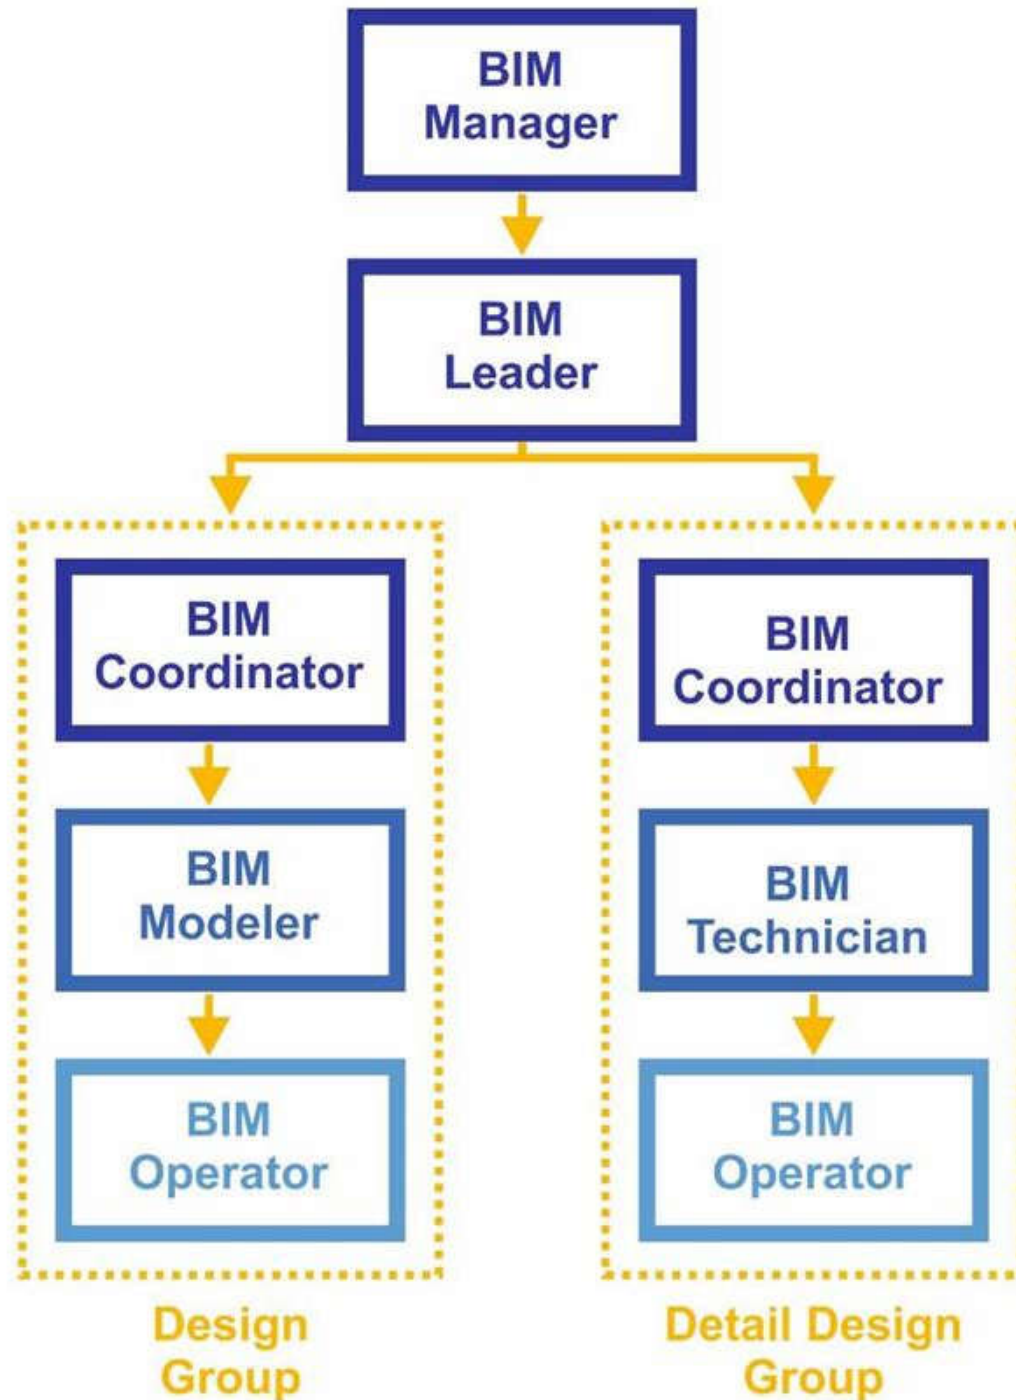 BIM
Manager
BIM
Leader
BIM
Coordinator
BIM
Modeler
BIM
Operator
Design
Group
BIM
Coordinator
BIM
Technician
BIM
Operator
Detail Design
Group